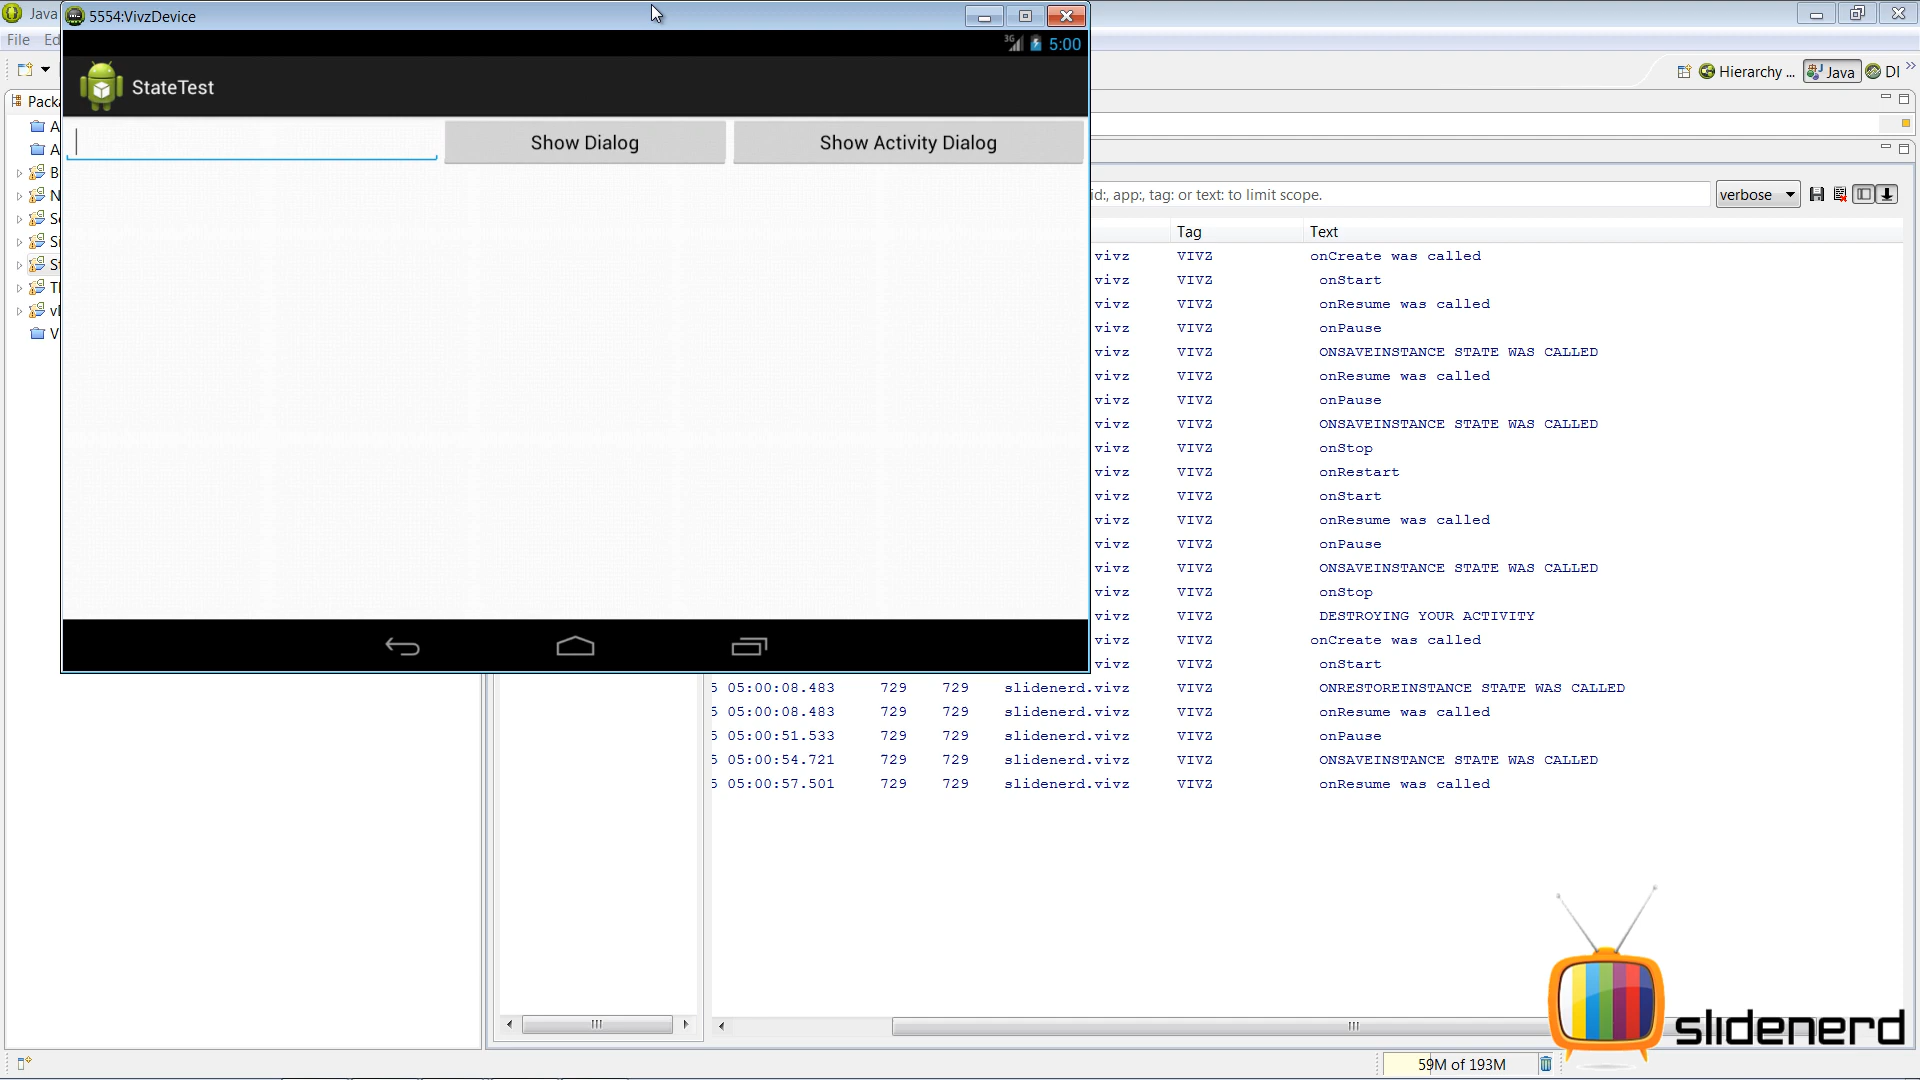 Java
5554:VivzDevice
File Ed
5:00
3G
StateTest
Hierarchy ... Java DI
Pack
Show Dialog Show Activity Dialog
A
A
B
N
Se
Si
St
Tl
vl
V
id:, app:, tag: or text: to limit scope. verbose
Tag Text
vivz VIVZ onCreate was called
vivz VIVZ onStart
vivz VIVZ onResume was called
vivz VIVZ onPause
vivz VIVZ ONSAVEINSTANCE STATE WAS CALLED
vivz VIVZ onResume was called
vivz VIVZ onPause
vivz VIVZ ONSAVEINSTANCE STATE WAS CALLED
vivz VIVZ onStop
vivz VIVZ onRestart
vivz VIVZ onStart
vivz VIVZ onResume was called
vivz VIVZ onPause
vivz VIVZ ONSAVEINSTANCE STATE WAS CALLED
vivz VIVZ onStop
vivz VIVZ DESTROYING YOUR ACTIVITY
vivz VIVZ onCreate was called
vivz VIVZ onStart
5 05:00:08.483 729 729 slidenerd.vivz VIVZ ONRESTOREINSTANCE STATE WAS CALLED
5 05:00:08.483 729 729 slidenerd.vivz VIVZ onResume was called
5 05:00:51.533 729 729 slidenerd.vivz VIVZ onPause
5 05:00:54.721 729 729 slidenerd.vivz VIVZ ONSAVEINSTANCE STATE WAS CALLED
5 05:00:57.501 729 729 slidenerd.vivz VIVZ onResume was called
slidenerd
59M of 193M